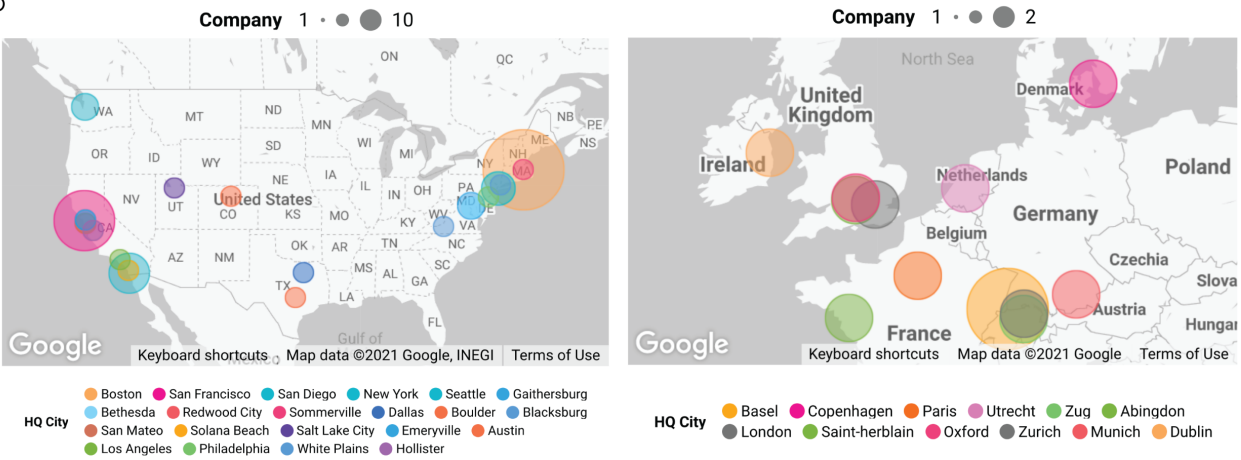 Company 1 10
ON
QC
WA
MT
ND
MN
NB
PE
NS
ME
OR
ID
WY
SD
WI
MI
NH
NY
MA
NV
UT
United States
CO
NE
IA
IL
IN
OH
PA
MD
DE
CA
KS
MO
KY
WV
VA
AZ
NM
OK
AR
TN
NC
SC
MS
AL
GA
TX
LA
FL
Gulf of
Mexico
Google
Keyboard shortcuts Map data ©2021 Google, INEGI Terms of Use
HQ City
Boston San Francisco San Diego New York Seattle Gaithersburg
Bethesda Redwood City Sommerville Dallas Boulder Blacksburg
San Mateo Solana Beach Salt Lake City Emeryville Austin
Los Angeles Philadelphia White Plains Hollister
Company 1 2
North Sea
Denmark
United
Kingdom
Ireland
Netherlands
Poland
Germany
Belgium
Czechia
Slova
Austria
Hungar
France
Google
Keyboard shortcuts Map data ©2021 Google Terms of Use
HQ City
Basel Copenhagen Paris Utrecht Zug Abingdon
London Saint-herblain Oxford Zurich Munich Dublin